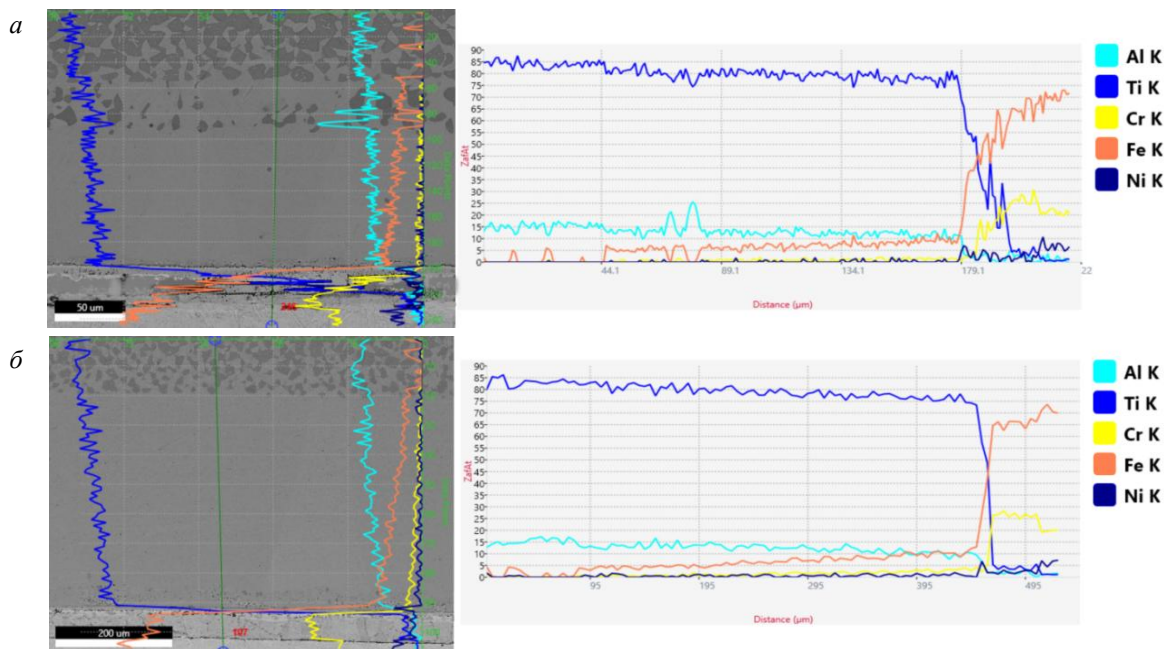 а
50 um
90
85
80
75
70
65
60
55
50
45
40
35
30
25
20
15
10
5
0
ZafAt
44.1
89.1
134.1
179.1
22
Distance (µm)
Al K
Ti K
Cr K
Fe K
Ni K
б
200 um
90
85
80
75
70
65
60
55
50
45
40
35
30
25
20
15
10
5
0
ZafAt
95
195
295
395
495
Distance (µm)
Al K
Ti K
Cr K
Fe K
Ni K